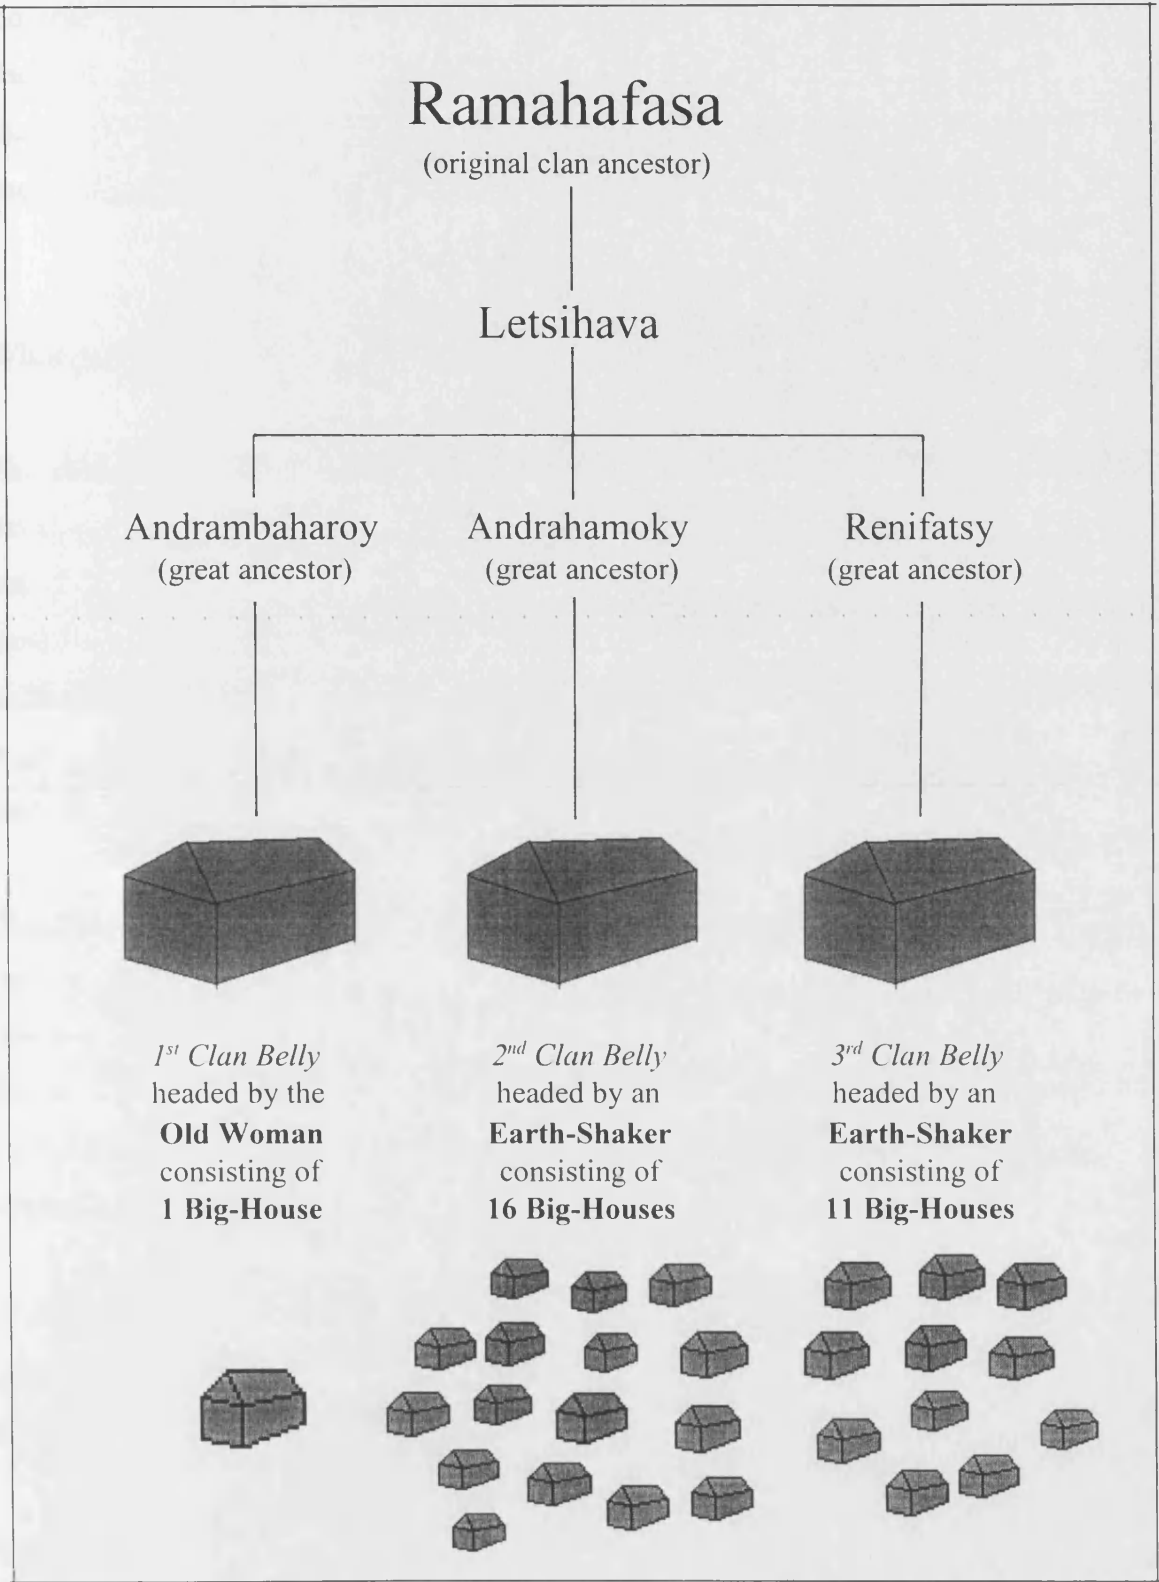 Ramahafasa
(original clan ancestor)
Letsihava
Andrambaharoy
(great ancestor)
Andrahamoky
(great ancestor)
Renifatsy
(great ancestor)
1st Clan Belly
headed by the
Old Woman
consisting of
1 Big-House
2nd Clan Belly
headed by an
Earth-Shaker
consisting of
16 Big-Houses
3rd Clan Belly
headed by an
Earth-Shaker
consisting of
11 Big-Houses